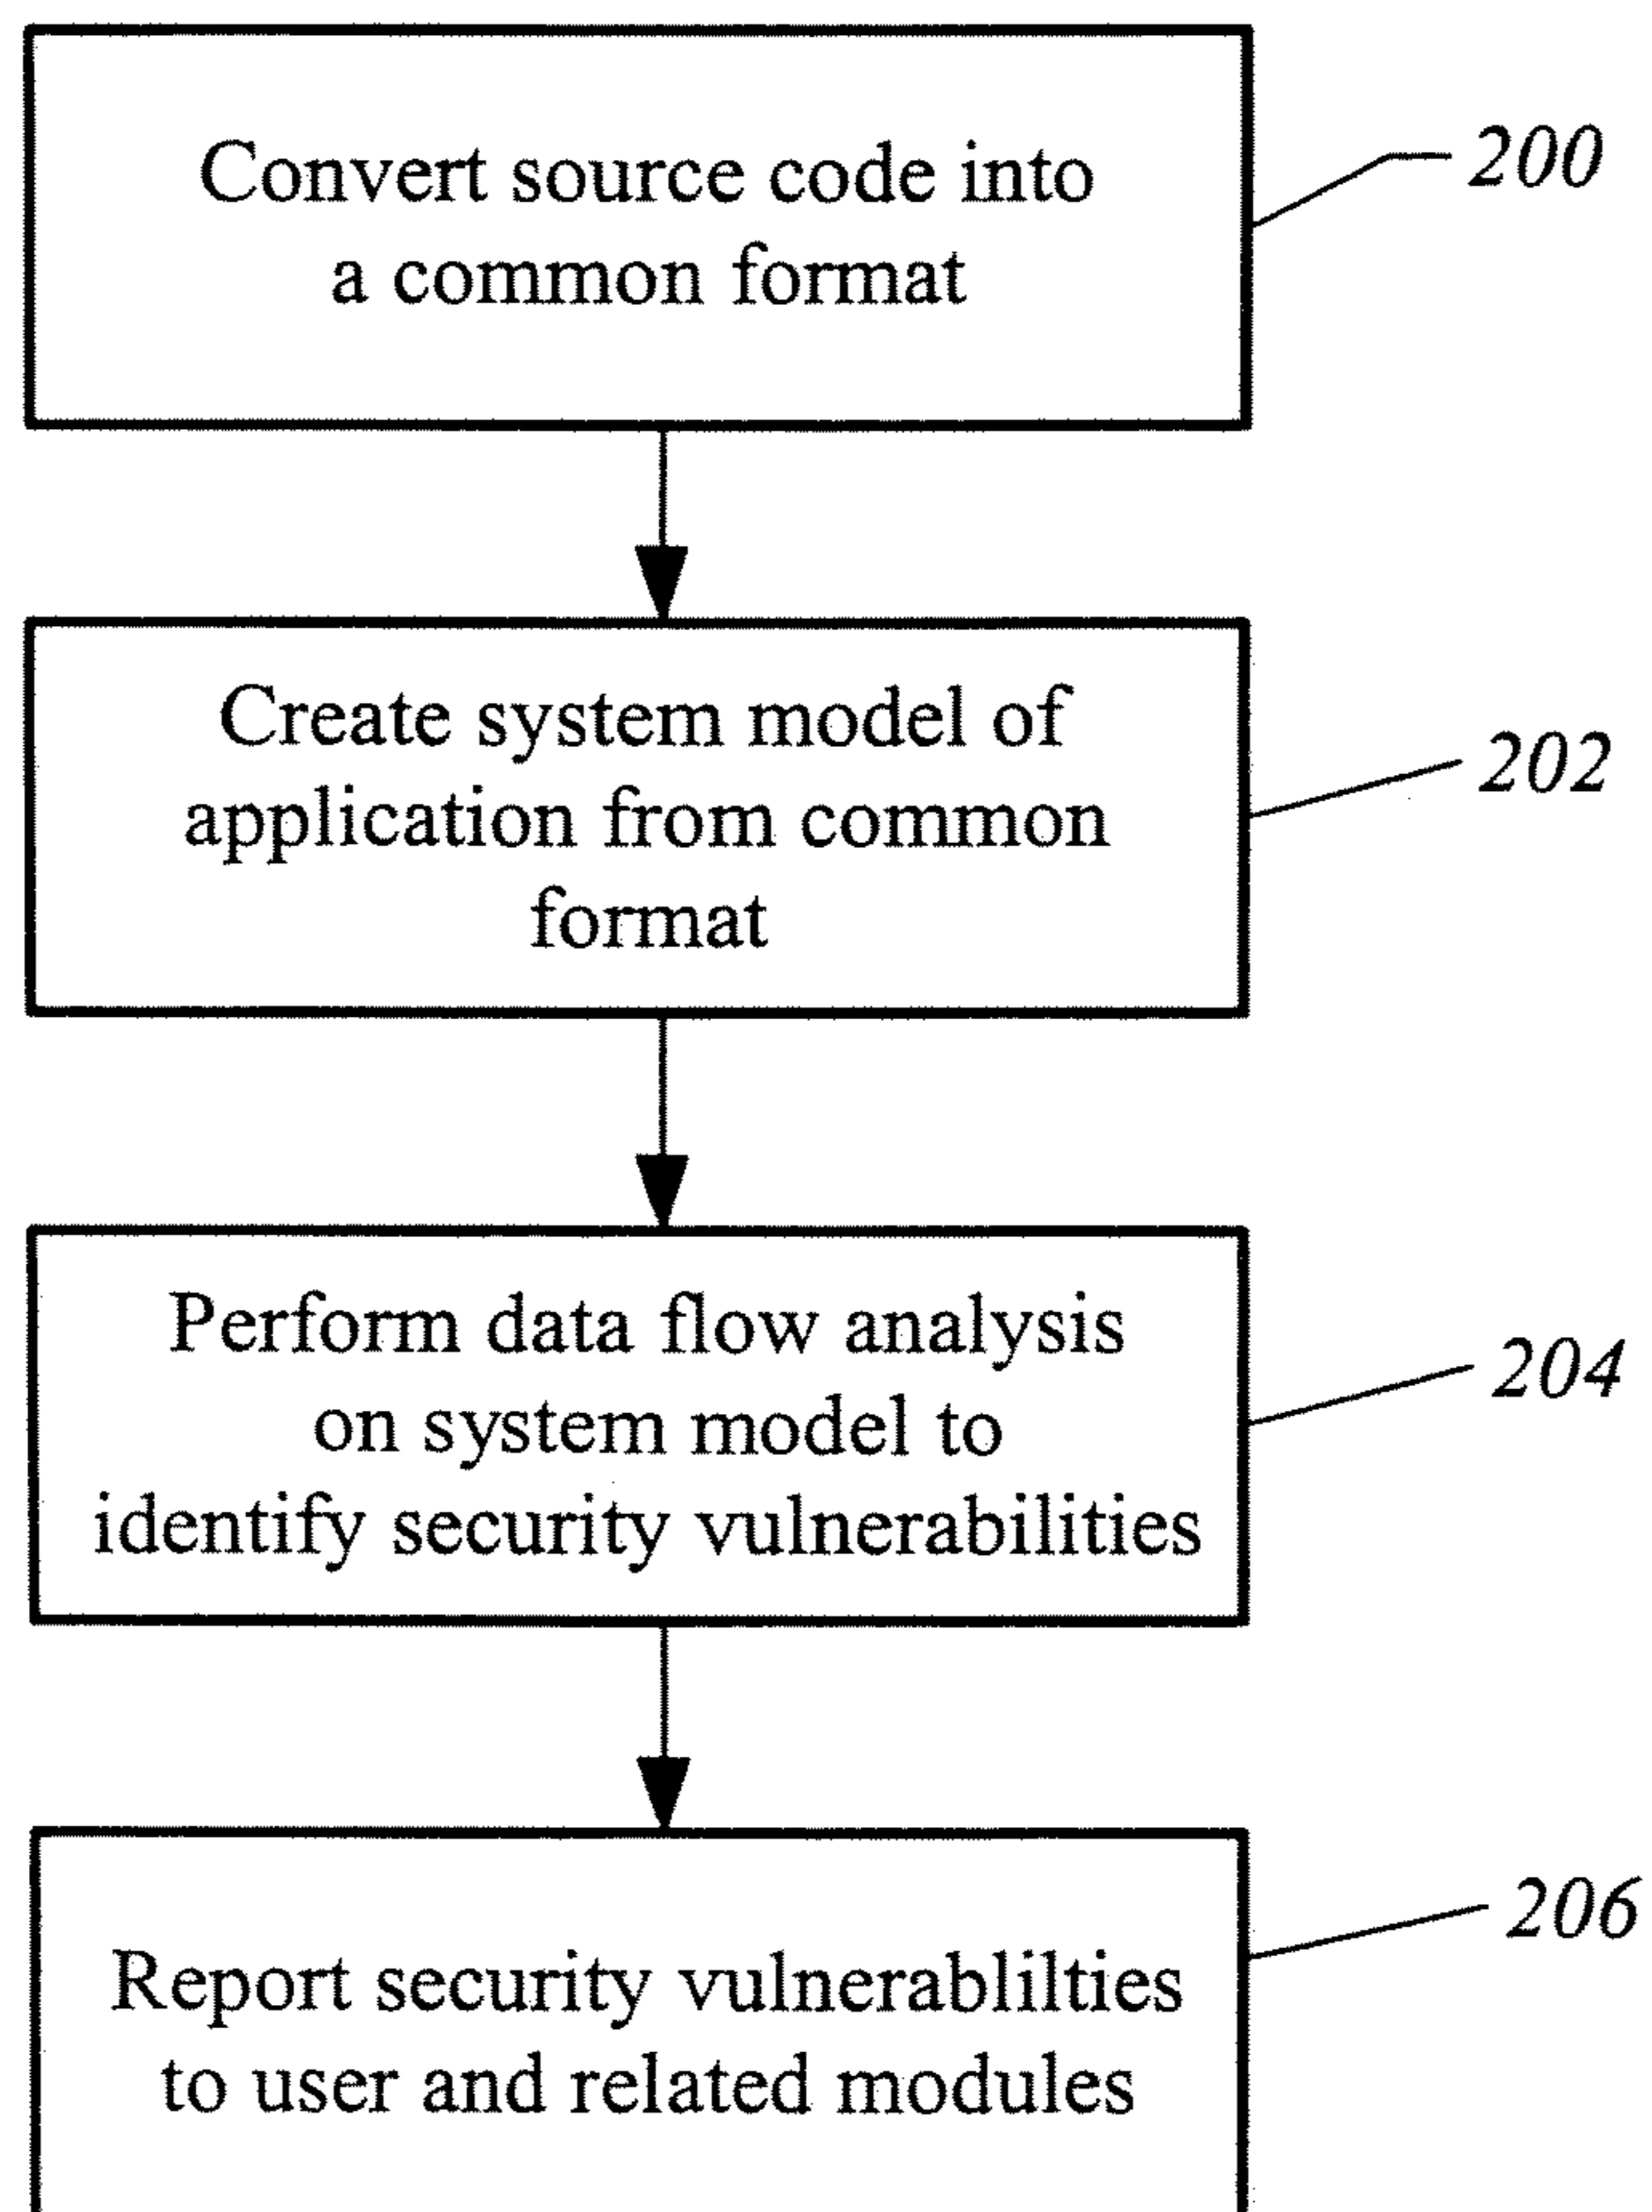 Convert source code into
a common format
200
Create system model of
application from common
format
202
Perform data flow analysis
on system model to
identify security vulnerabilities
204
Report security vulnerablilties
to user and related modules
206